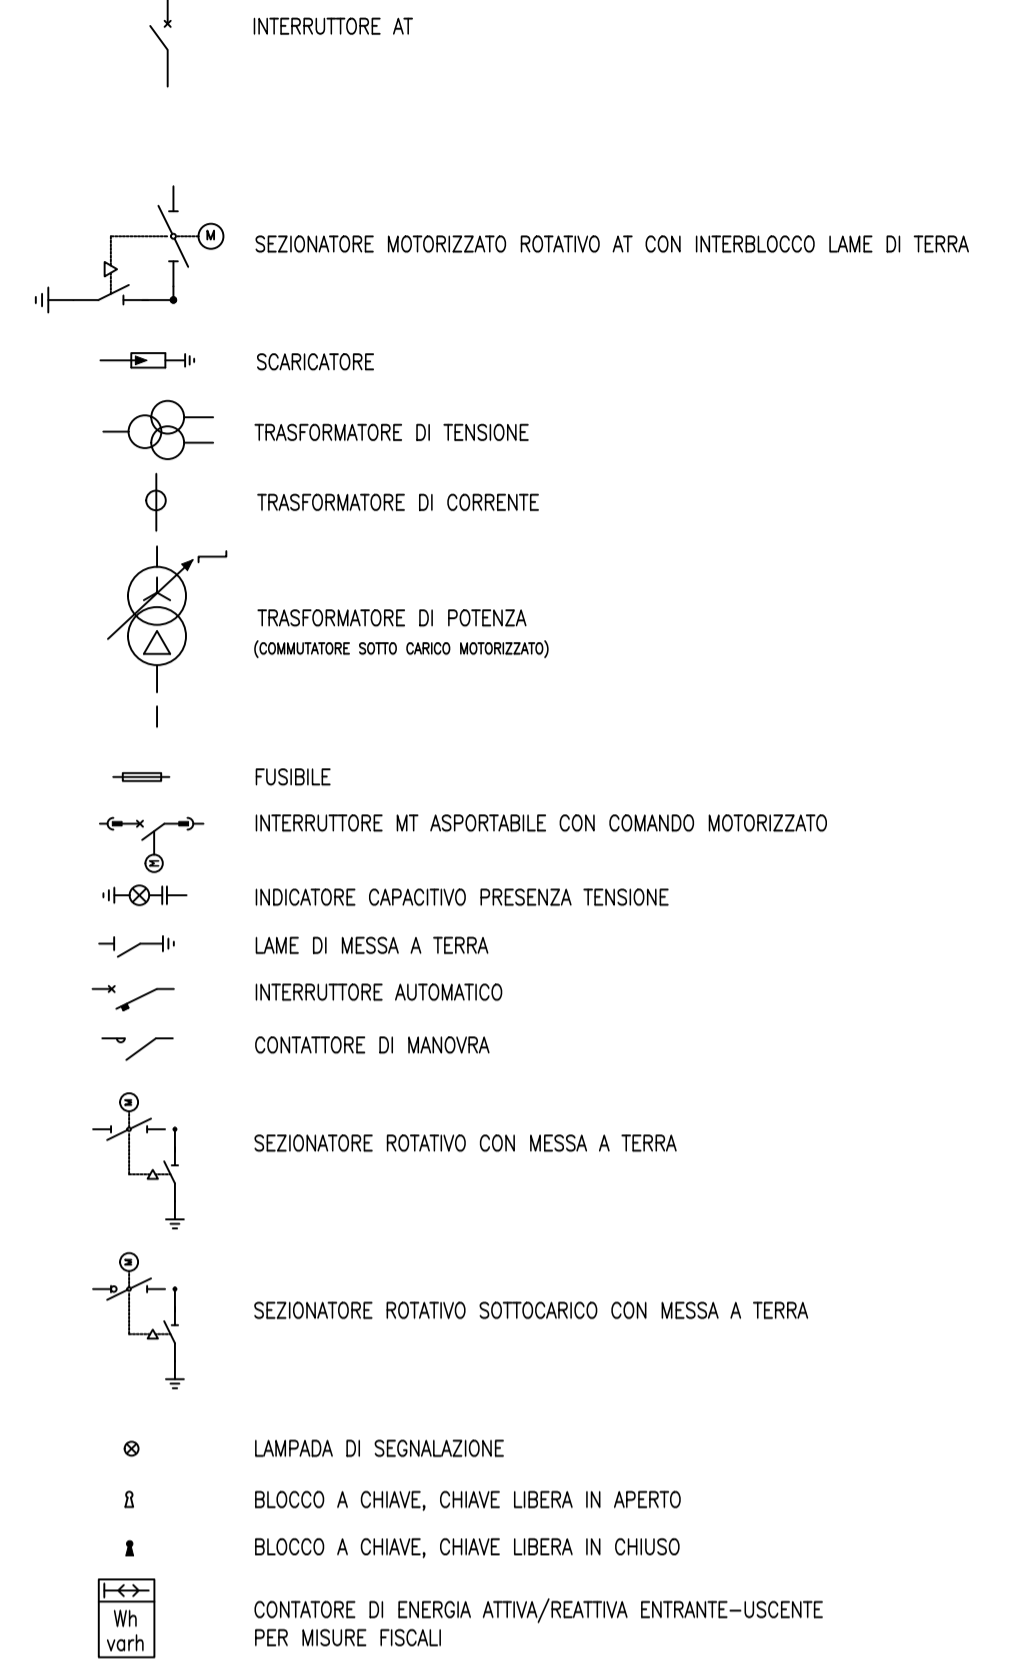 INTERRUTTORE AT
M
SEZIONATORE MOTORIZZATO ROTATIVO AT CON INTERBLOCCO LAME DI TERRA
SCARICATORE
TRASFORMATORE DI TENSIONE
TRASFORMATORE DI CORRENTE
TRASFORMATORE DI POTENZA
(COMMUTATORE SOTTO CARICO MOTORIZZATO)
FUSIBILE
INTERRUTTORE MT ASPORTABILE CON COMANDO MOTORIZZATO
M
INDICATORE CAPACITIVO PRESENZA TENSIONE
LAME DI MESSA A TERRA
INTERRUTTORE AUTOMATICO
CONTATTORE DI MANOVRA
M
SEZIONATORE ROTATIVO CON MESSA A TERRA
M
SEZIONATORE ROTATIVO SOTTOCARICO CON MESSA A TERRA
LAMPADA DI SEGNALAZIONE
BLOCCO A CHIAVE, CHIAVE LIBERA IN APERTO
BLOCCO A CHIAVE, CHIAVE LIBERA IN CHIUSO
Wh
varh
CONTATORE DI ENERGIA ATTIVA/REATTIVA ENTRANTE-USCENTE
PER MISURE FISCALI